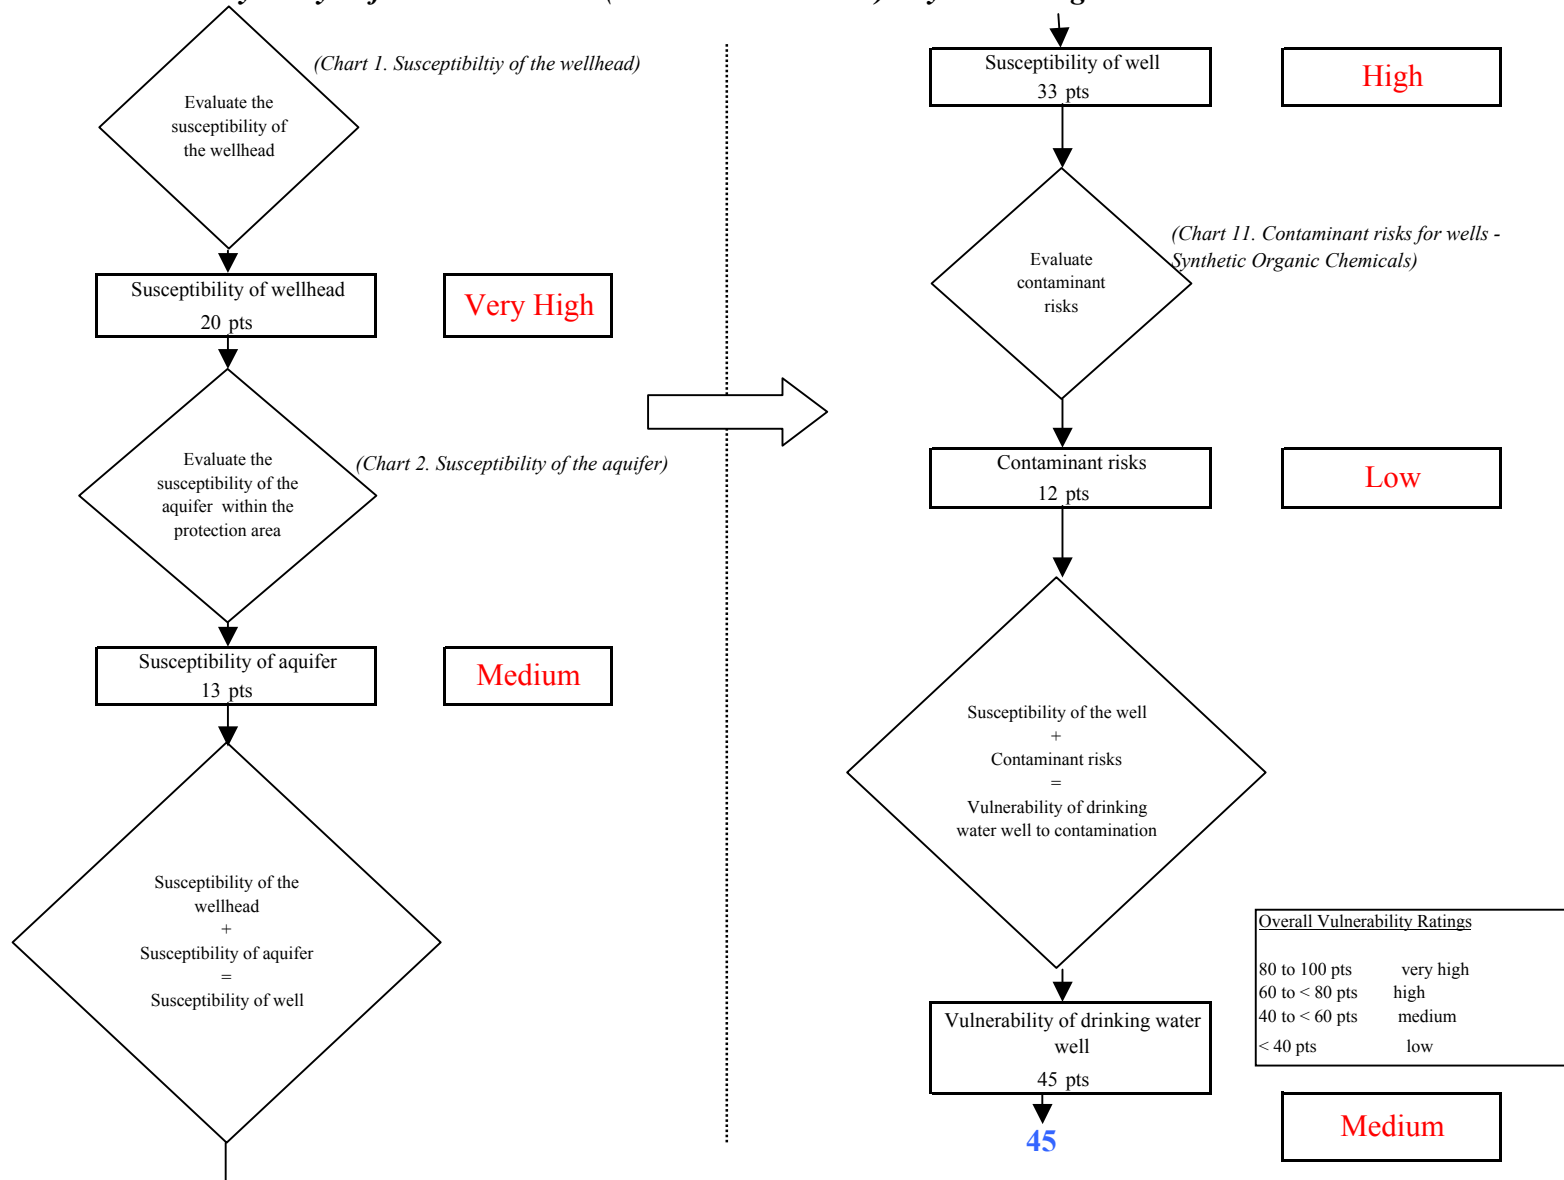 (Chart 1. Susceptibiltiy of the wellhead)
Evaluate the
susceptibility of
the wellhead
Susceptibility of wellhead
20 pts
Very High
Evaluate the
susceptibility of the
aquifer within the
protection area
(Chart 2. Susceptibility of the aquifer)
Susceptibility of aquifer
13 pts
Medium
Susceptibility of the
wellhead
+
Susceptibility of aquifer
=
Susceptibility of well
Susceptibility of well
33 pts
High
(Chart 11. Contaminant risks for wells -
Synthetic Organic Chemicals)
Evaluate
contaminant
risks
Contaminant risks
12 pts
Low
Susceptibility of the well
+
Contaminant risks
=
Vulnerability of drinking
water well to contamination
Overall Vulnerability Ratings
80 to 100 pts very high
60 to < 80 pts high
40 to < 60 pts medium
< 40 pts low
Vulnerability of drinking water
well
45 pts
45
Medium